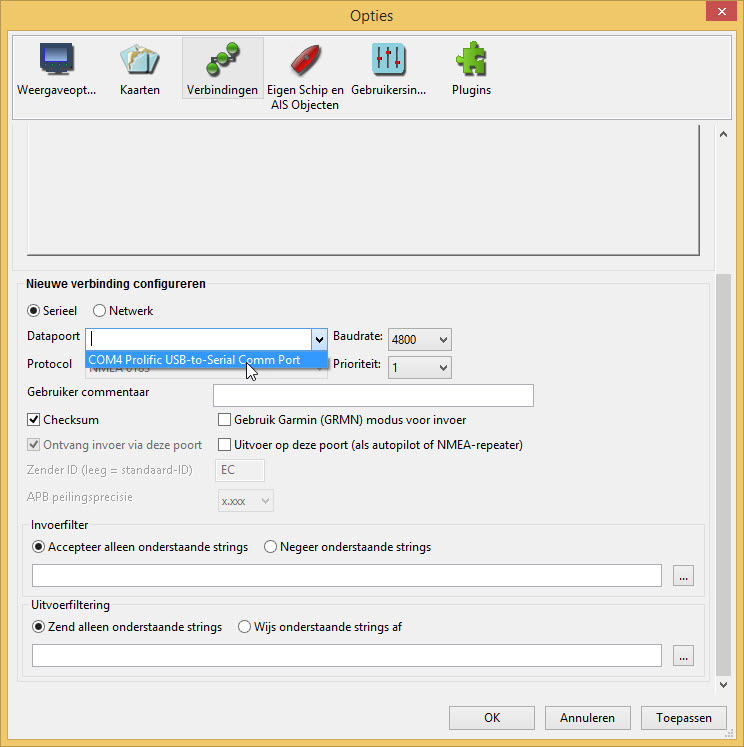 Opties
Weergaveopt...
Kaarten
Verbindingen
Eigen Schip en
AIS Objecten
Gebruikersin...
Plugins
Nieuwe verbinding configureren
Serieel Netwerk
Datapoort Baudrate: 4800
COM4 Prolific USB-to-Serial Comm Port
Protocol NMEA 0183 Prioriteit: 1
Gebruiker commentaar
Checksum Gebruik Garmin (GRMN) modus voor invoer
Ontvang invoer via deze poort Uitvoer op deze poort (als autopilot of NMEA-repeater)
Zender ID (leeg = standaard-ID) EC
APB peilingsprecisie x.xxx
Invoerfilter
Accepteer alleen onderstaande strings Negeer onderstaande strings
...
Uitvoerfiltering
Zend alleen onderstaande strings Wijs onderstaande strings af
...
OK Annuleren Toepassen